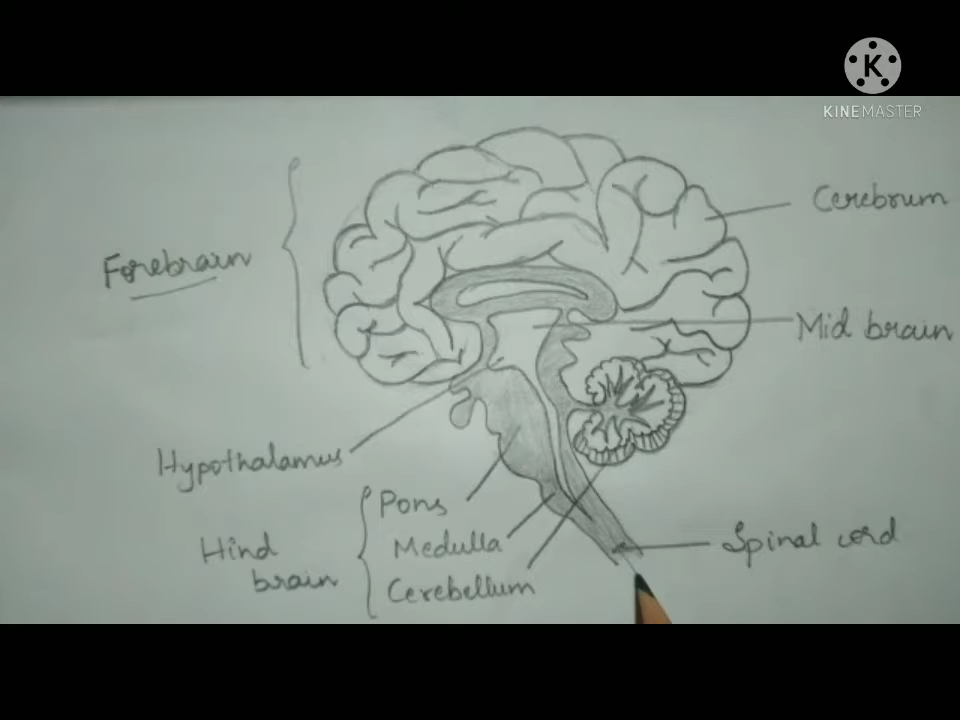 K
KINEMASTER
Cerebrum
Forebrain
Mid brain
Hypothalamus
Pons
Hind
brain
Medulla
Cerebellum
Spinal cord